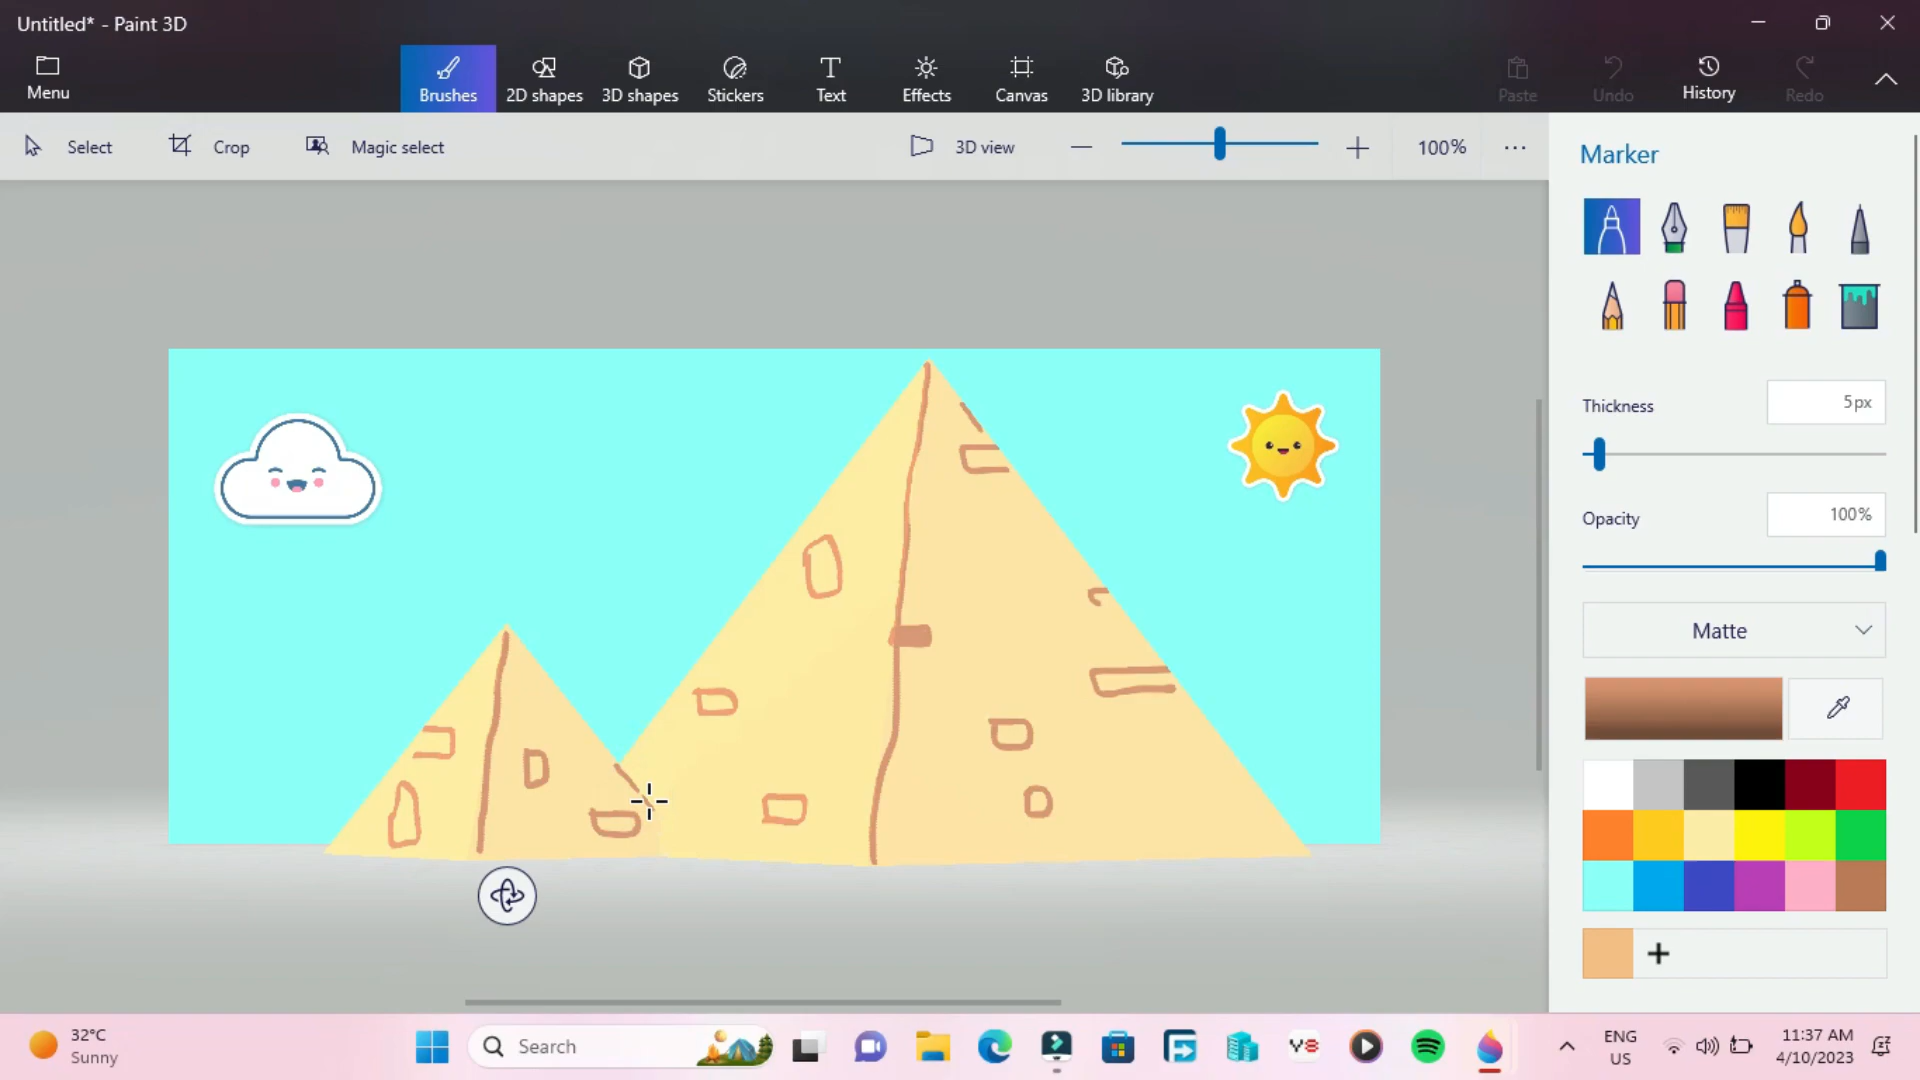 Untitled* - Paint 3D
Menu
Brushes
2D shapes
3D shapes
Stickers
Text
Effects
Canvas
3D library
Paste
Undo
History
Redo
Select
Crop
Magic select
3D view
100%
Marker
Thickness
5px
Opacity
100%
Matte
32°C
Sunny
Search
Y8
ENG
US
11:37 AM
4/10/2023